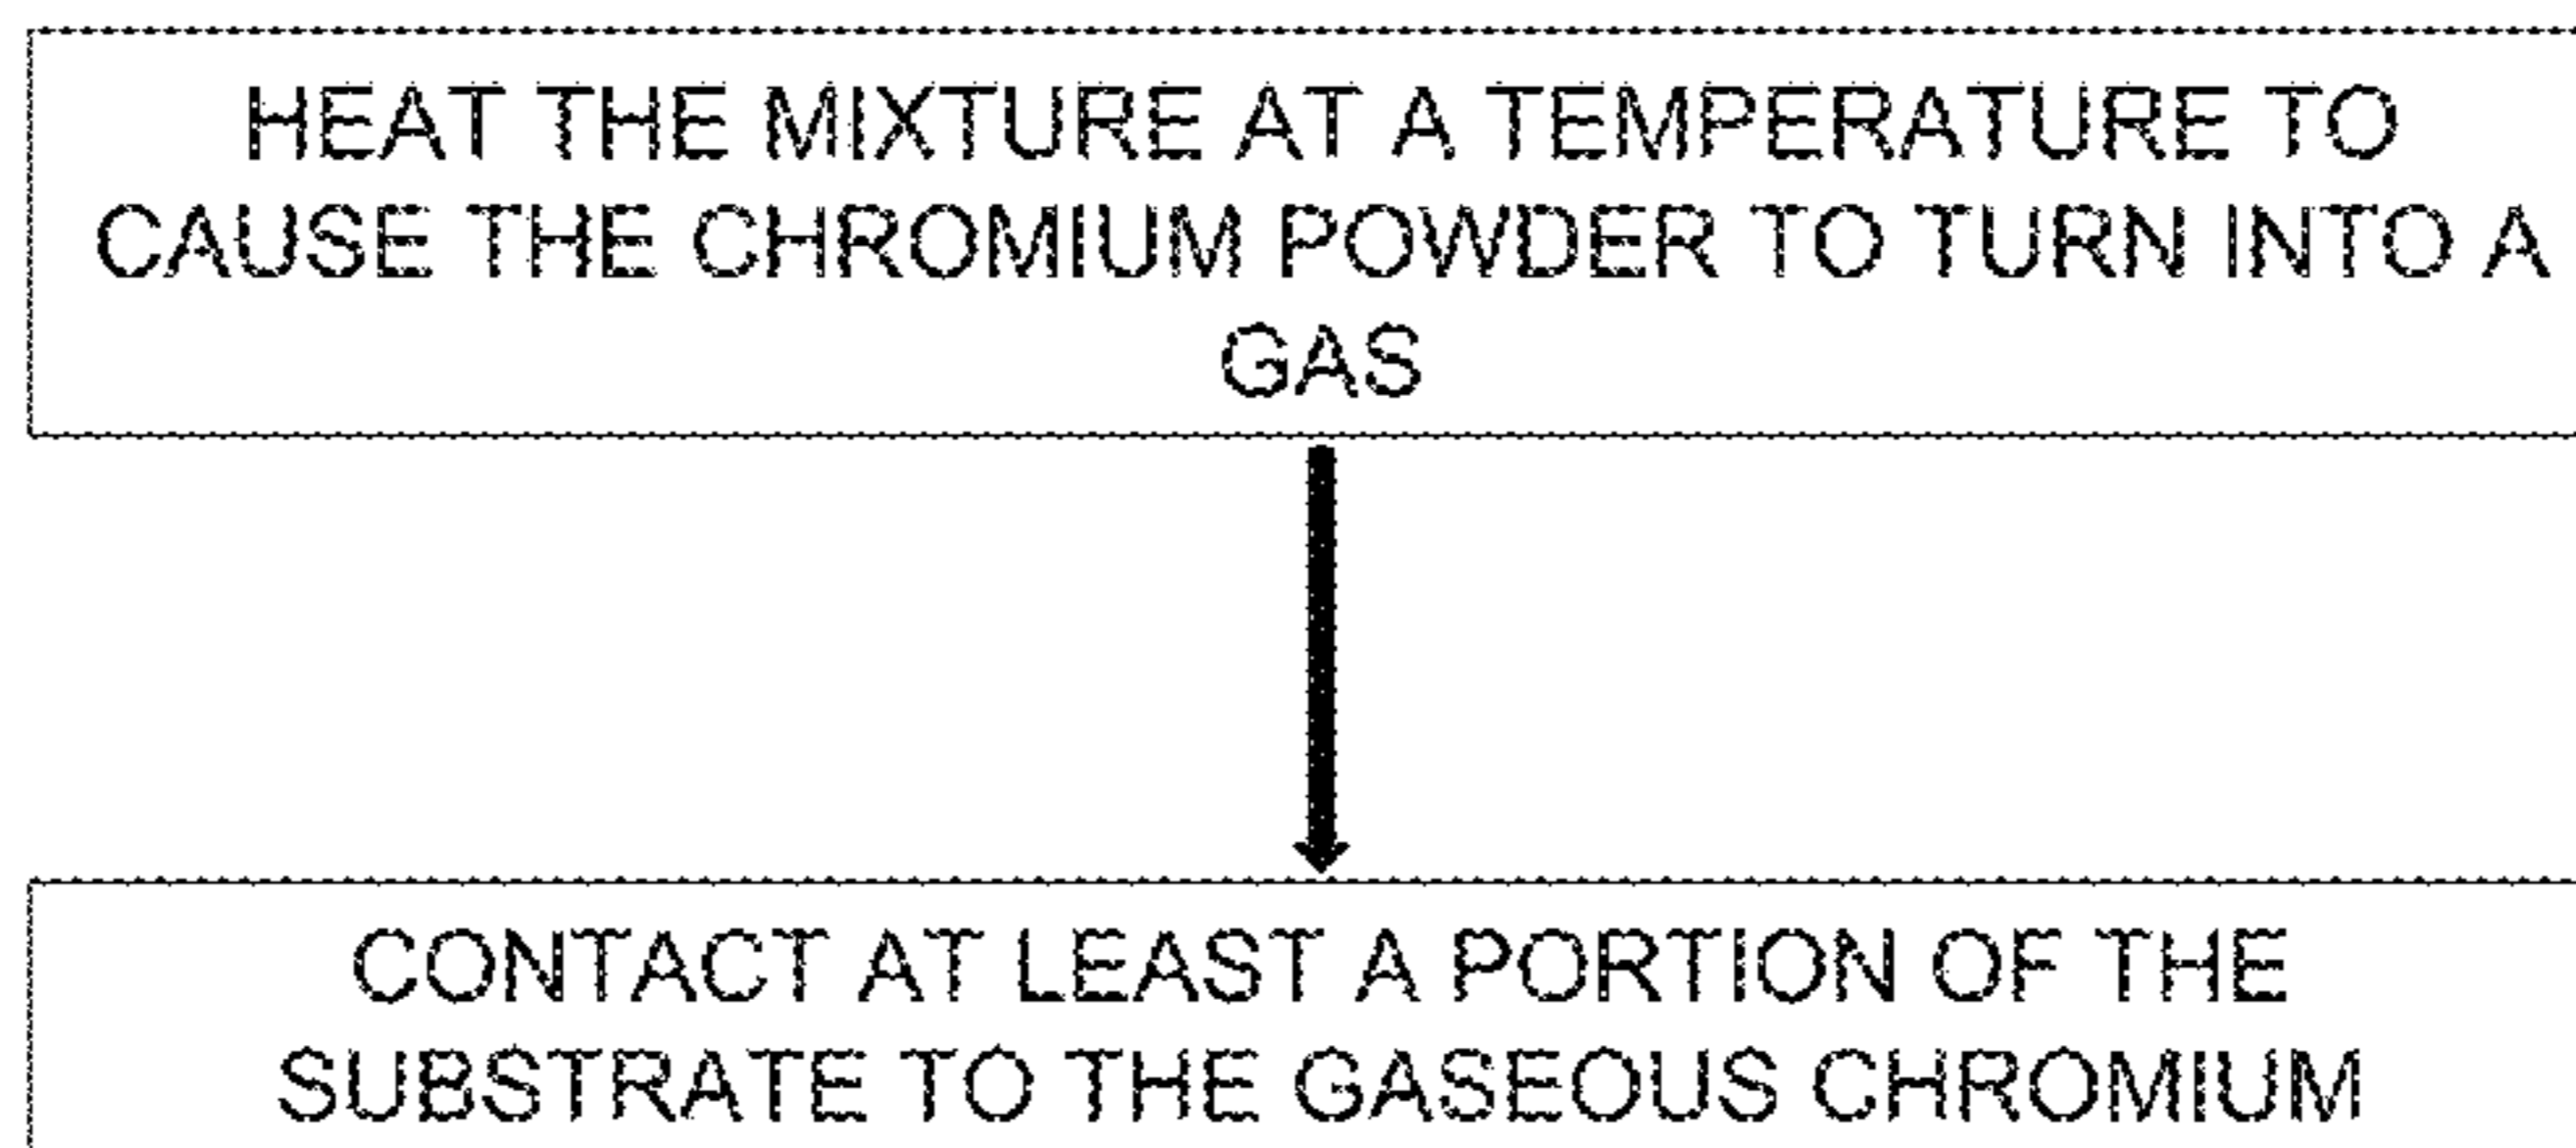 HEAT THE MIXTURE AT A TEMPERATURE TO
CAUSE THE CHROMIUM POWDER TO TURN INTO A
GAS
CONTACT AT LEAST A PORTION OF THE
SUBSTRATE TO THE GASEOUS CHROMIUM